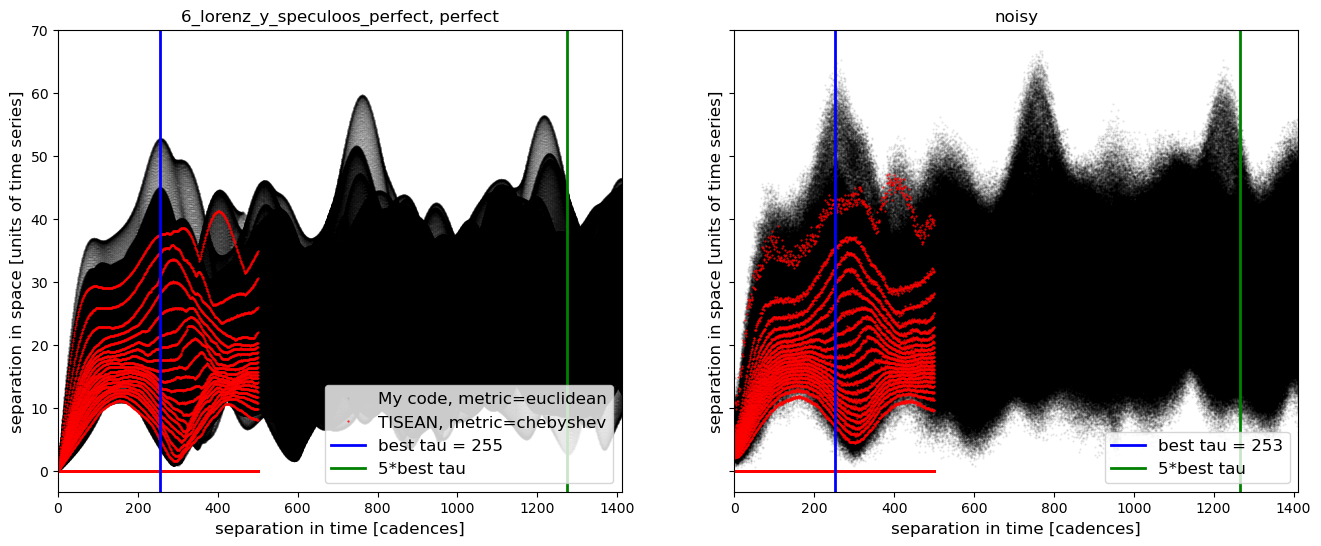 6_lorenz_y_speculoos_perfect, perfect
separation in space [units of time series]
70
60
50
40
30
20
10
0
My code, metric=euclidean
TISEAN, metric=chebyshev
best tau = 255
5*best tau
0 200 400 600 800 1000 1200 1400
separation in time [cadences]
noisy
separation in space [units of time series]
best tau = 253
5*best tau
0 200 400 600 800 1000 1200 1400
separation in time [cadences]